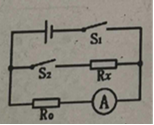 S₁
S₂ Rx
R₀ A